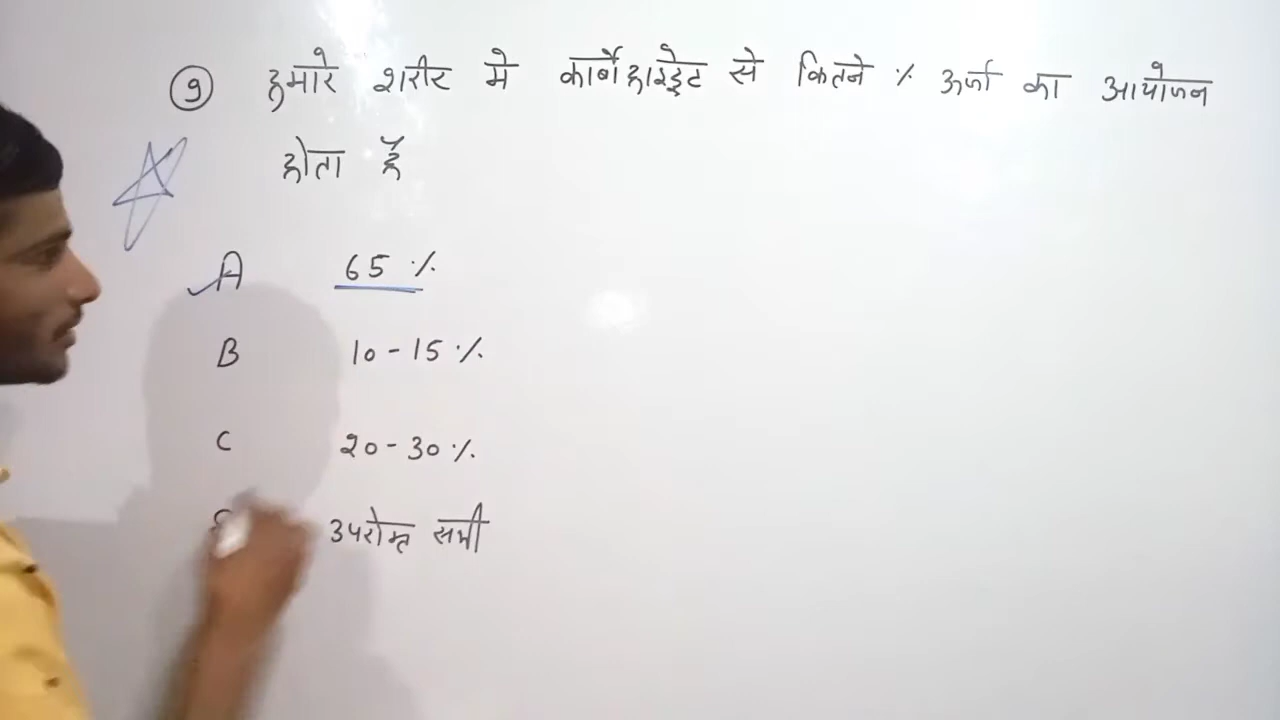 9 हमारे शरीर मे कार्बोहाइड्रेट से कितने % ऊर्जा का आयोजन
होता है
A 65 %
B 10-15 %
C 20-30 %
उपरोक्त सभी